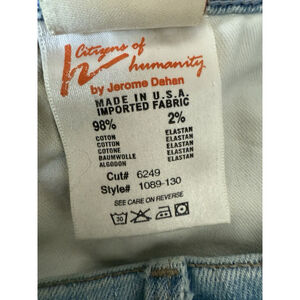 Citizens of
humanity
by Jerome Dahan
MADE IN U.S.A.
IMPORTED FABRIC
98% 2%
COTON ELASTAN
COTTON ELASTAN
COTONE ELASTAN
BAUMWOLLE ELASTAN
ALGODON ELASTAN
Cut# 6249
Style# 1089-130
SEE CARE ON REVERSE
30